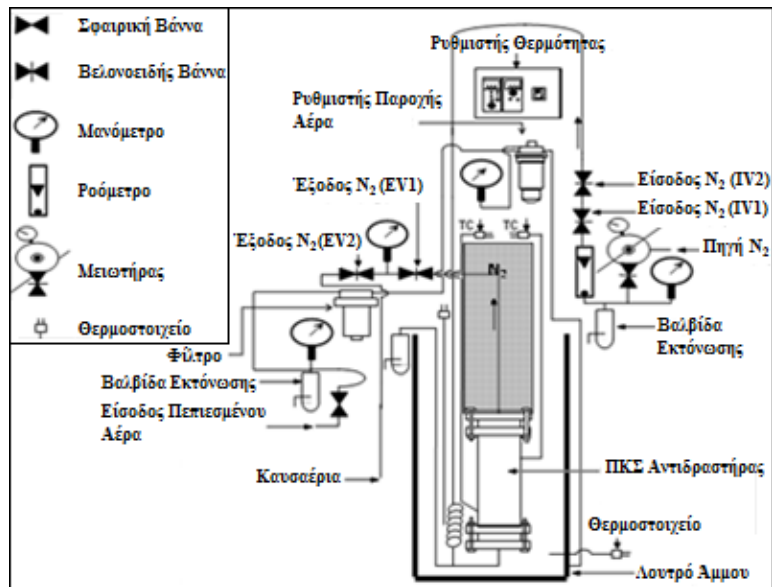 Σφαιρική Βάννα
Βελονοειδής Βάννα
Μανόμετρο
Ροόμετρο
Μειωτήρας
Θερμοστοιχείο
Ρυθμιστής Θερμότητας
Ρυθμιστής Παροχής
Αέρα
Έξοδος N2 (EV1)
Έξοδος N2 (EV2)
TC
TC
N2
Είσοδος N2 (IV2)
Είσοδος N2 (IV1)
Πηγή N2
Βαλβίδα
Εκτόνωσης
Φίλτρο
Βαλβίδα Εκτόνωσης
Είσοδος Πεπιεσμένου
Αέρα
Καυσαέρια
ΠΚΣ Αντιδραστήρας
Θερμοστοιχείο
Λουτρό Άμμου